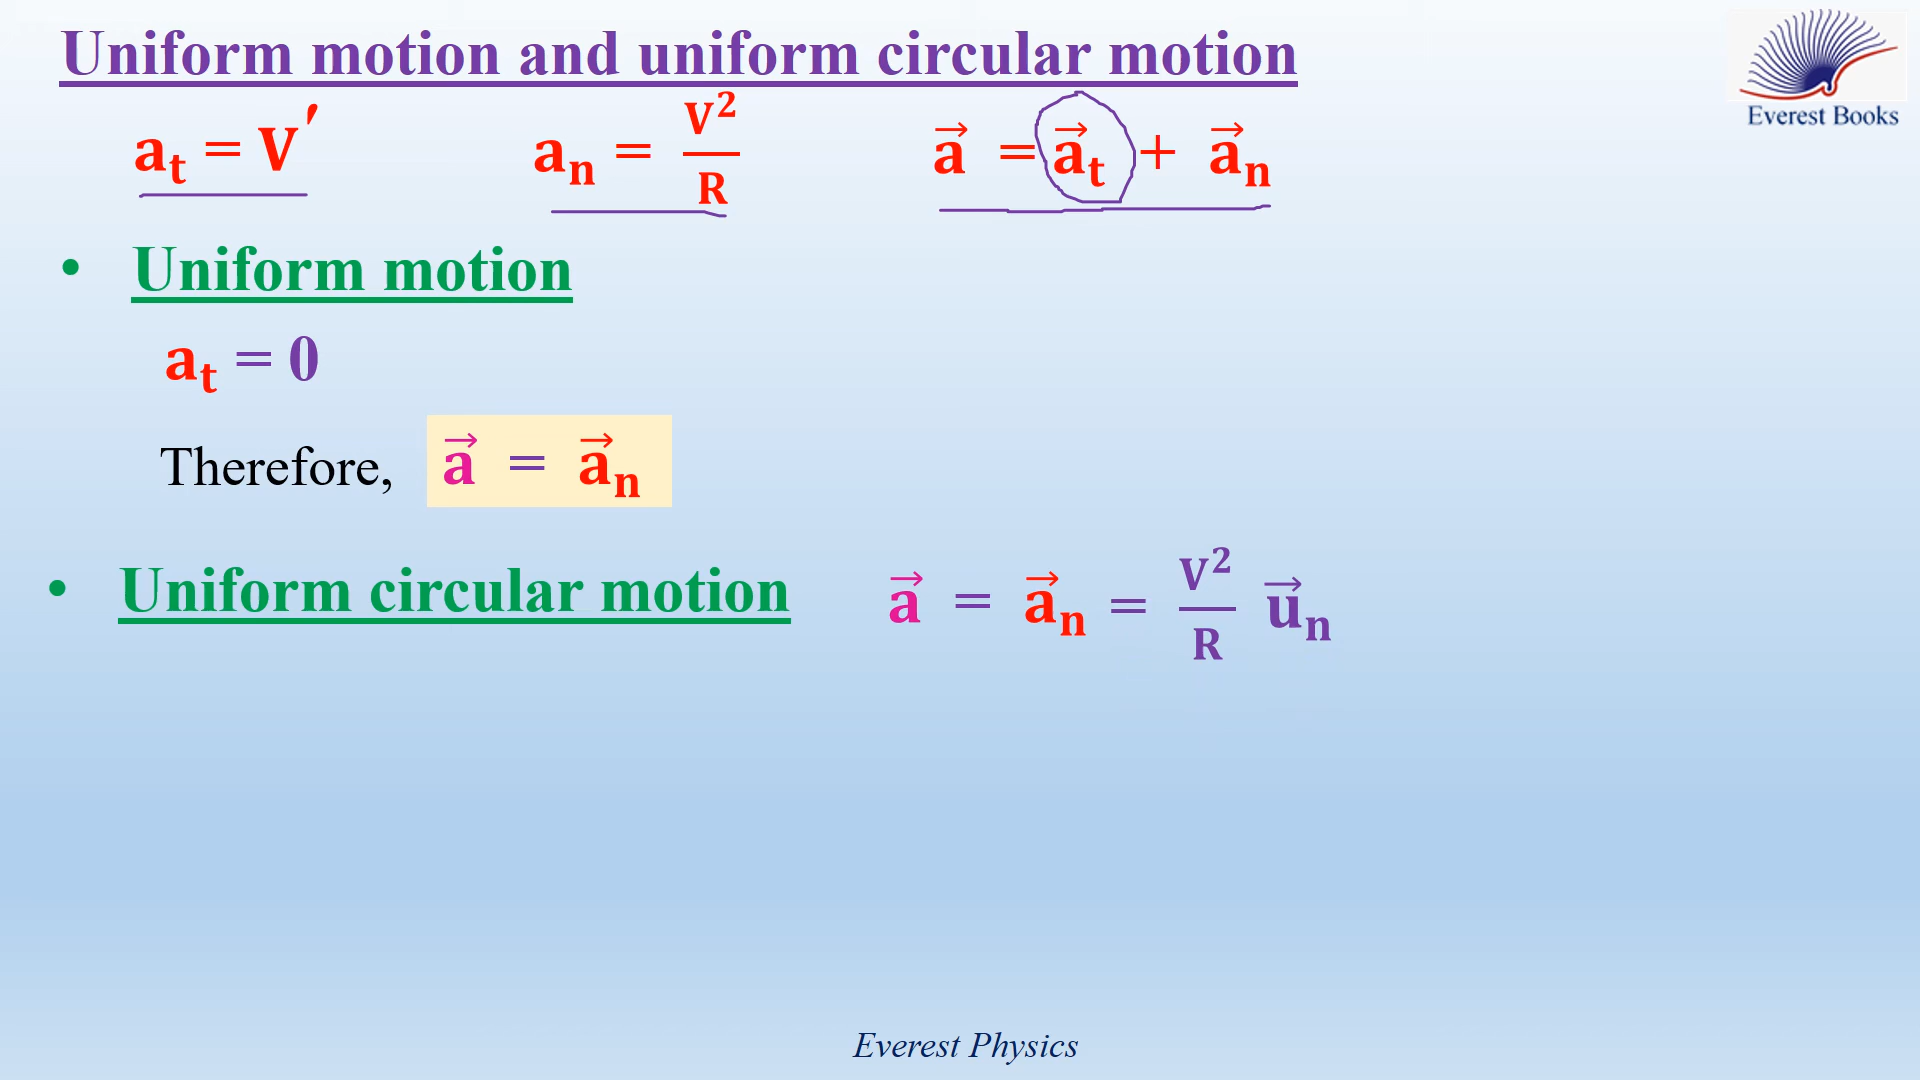 Uniform motion and uniform circular motion
Everest Books
aₜ = V′ aₙ = V²/R a⃗ = a⃗ₜ + a⃗ₙ
• Uniform motion
aₜ = 0
Therefore, a⃗ = a⃗ₙ
• Uniform circular motion a⃗ = a⃗ₙ = V²/R u⃗ₙ
Everest Physics